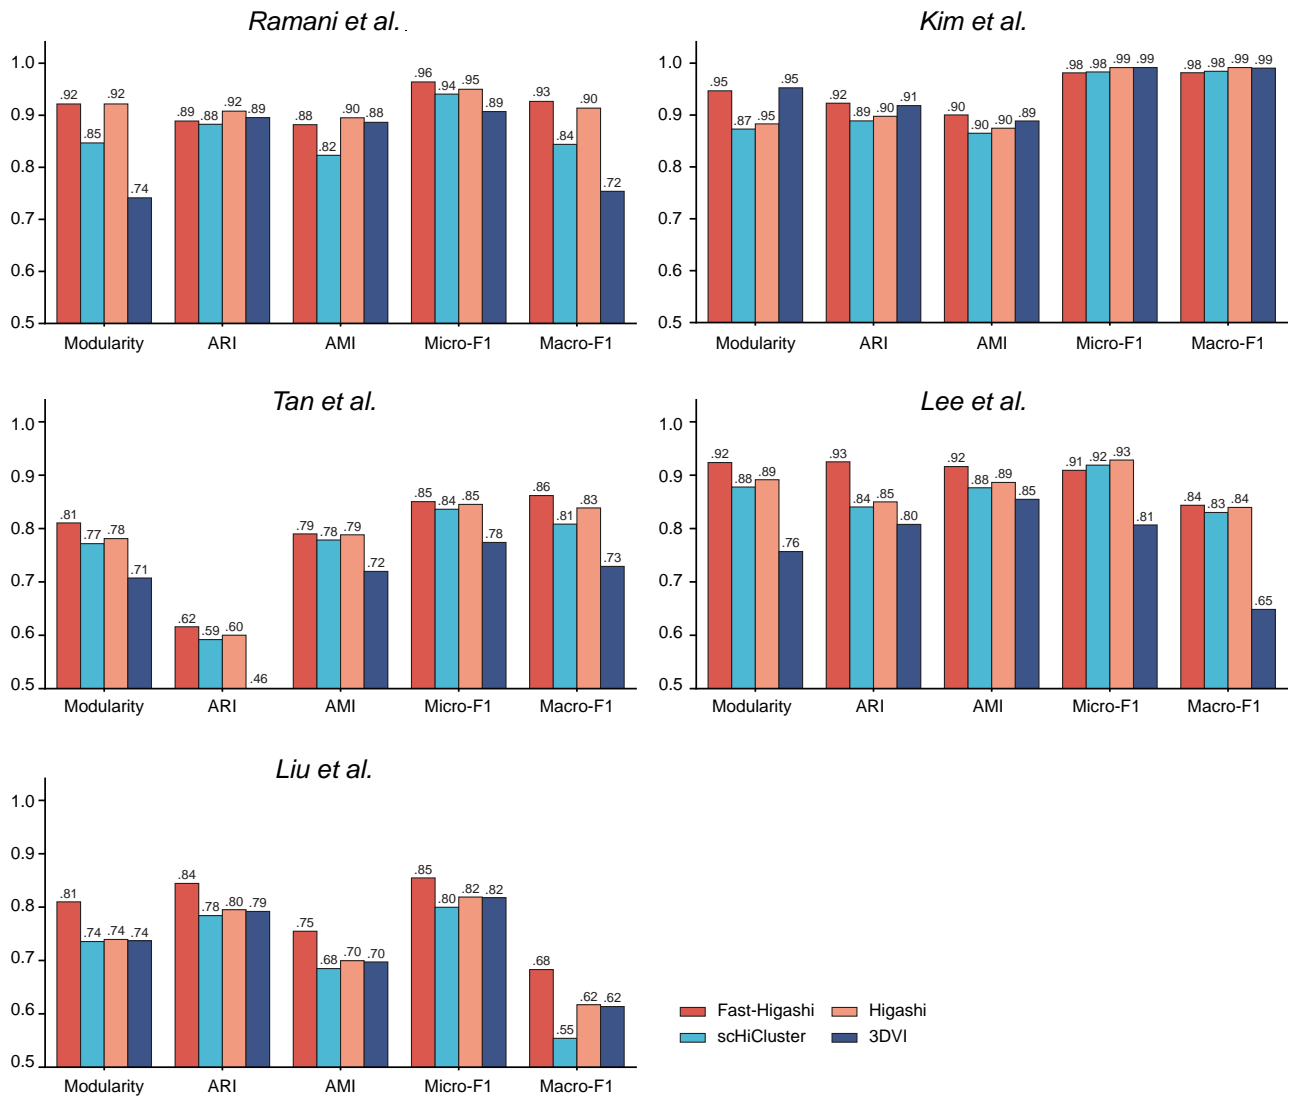 Ramani et al.
1.0
0.9
0.8
0.7
0.6
0.5
.92 .85 .92 .74
.89 .88 .92 .89
.88 .82 .90 .88
.96 .94 .95 .89
.93 .84 .90 .72
Modularity ARI AMI Micro-F1 Macro-F1
Kim et al.
1.0
0.9
0.8
0.7
0.6
0.5
.95 .87 .95 .95
.92 .89 .90 .91
.90 .90 .90 .89
.98 .98 .99 .99
.98 .98 .99 .99
Modularity ARI AMI Micro-F1 Macro-F1
Tan et al.
1.0
0.9
0.8
0.7
0.6
0.5
.81 .77 .78 .71
.62 .59 .60 .46
.79 .78 .79 .72
.85 .84 .85 .78
.86 .81 .83 .73
Modularity ARI AMI Micro-F1 Macro-F1
Lee et al.
1.0
0.9
0.8
0.7
0.6
0.5
.92 .88 .89 .76
.93 .84 .85 .80
.92 .88 .89 .85
.91 .92 .93 .81
.84 .83 .84 .65
Modularity ARI AMI Micro-F1 Macro-F1
Liu et al.
1.0
0.9
0.8
0.7
0.6
0.5
.81 .74 .74 .74
.84 .78 .80 .79
.75 .68 .70 .70
.85 .80 .82 .82
.68 .55 .62 .62
Modularity ARI AMI Micro-F1 Macro-F1
Fast-Higashi Higashi
scHiCluster 3DVI